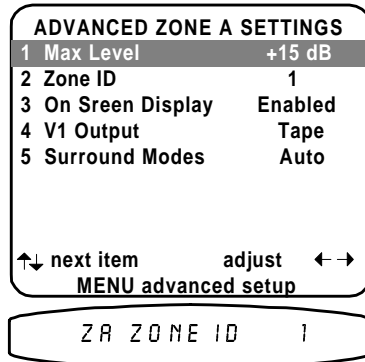 ADVANCED ZONE A SETTINGS
1 Max Level +15 dB
2 Zone ID 1
3 On Sreen Display Enabled
4 V1 Output Tape
5 Surround Modes Auto
↑↓ next item adjust ←→
MENU advanced setup
ZA ZONE ID 1